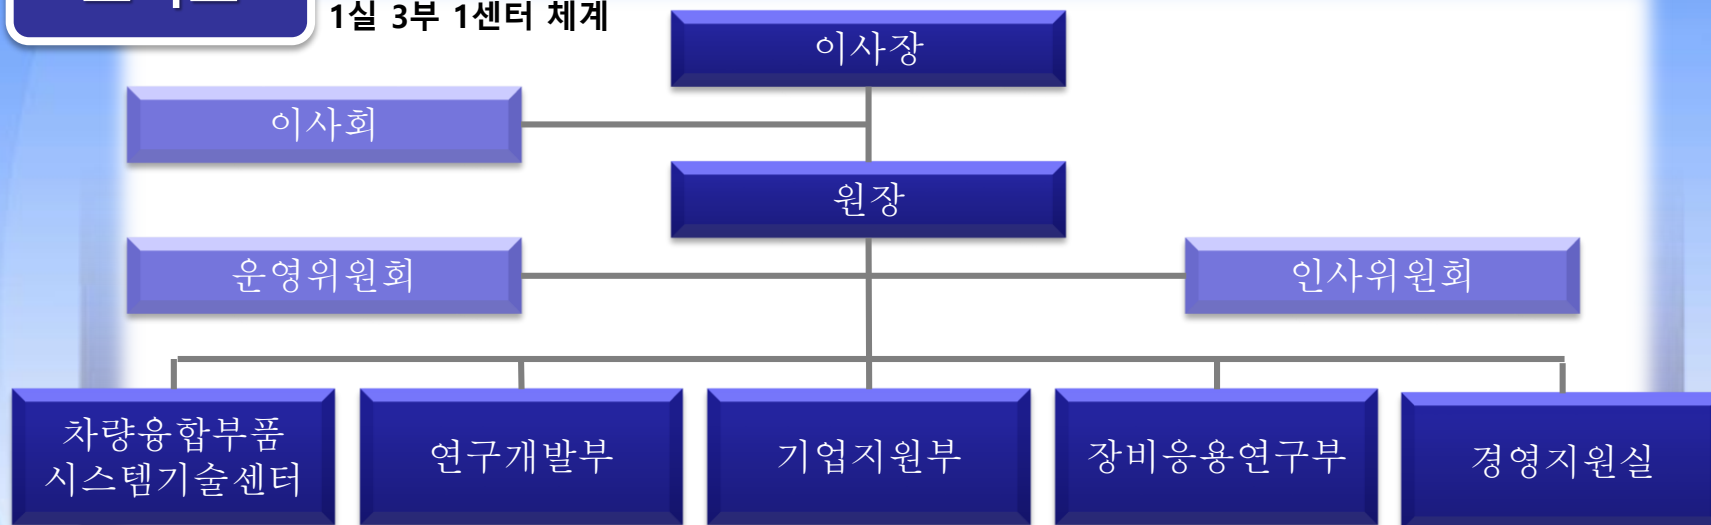 1실 3부 1센터 체계
이사장
이사회
원장
운영위원회
인사위원회
차량융합부품
시스템기술센터
연구개발부
기업지원부
장비응용연구부
경영지원실